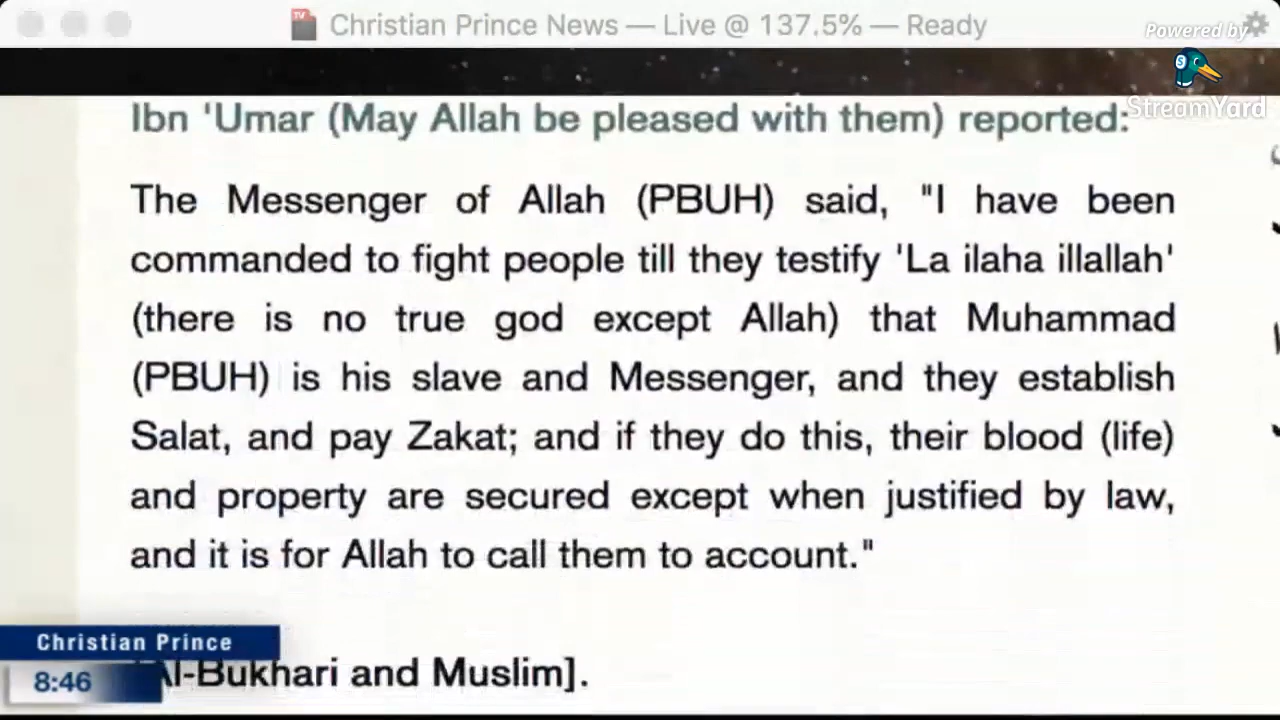 Christian Prince News — Live @ 137.5% — Ready
Powered by
StreamYard
Ibn 'Umar (May Allah be pleased with them) reported:
The Messenger of Allah (PBUH) said, "I have been
commanded to fight people till they testify 'La ilaha illallah'
(there is no true god except Allah) that Muhammad
(PBUH) is his slave and Messenger, and they establish
Salat, and pay Zakat; and if they do this, their blood (life)
and property are secured except when justified by law,
and it is for Allah to call them to account."
Christian Prince
8:46
Al-Bukhari and Muslim].